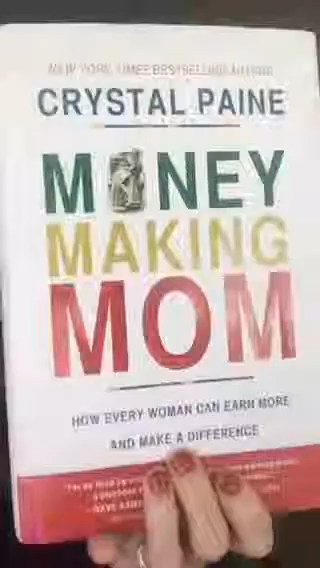 NEW YORK TIMES BESTSELLING AUTHOR
CRYSTAL PAINE
MONEY
MAKING
MOM
HOW EVERY WOMAN CAN EARN MORE
AND MAKE A DIFFERENCE